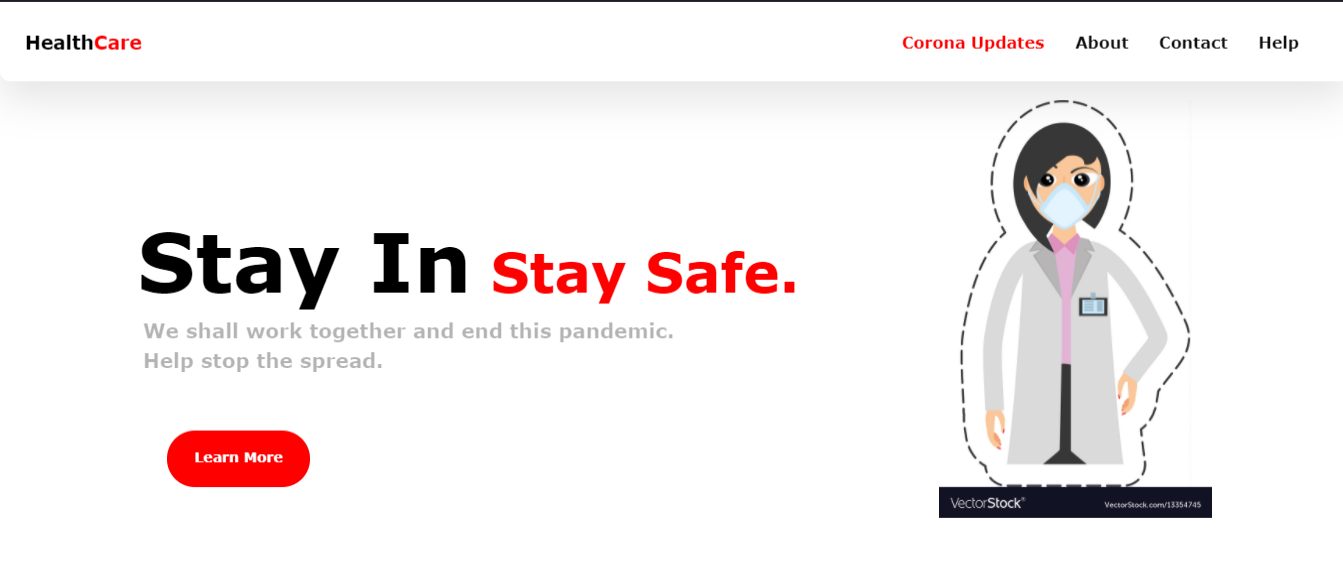 HealthCare
Corona Updates About Contact Help
Stay In Stay Safe.
We shall work together and end this pandemic.
Help stop the spread.
Learn More
VectorStock® VectorStock.com/13354745